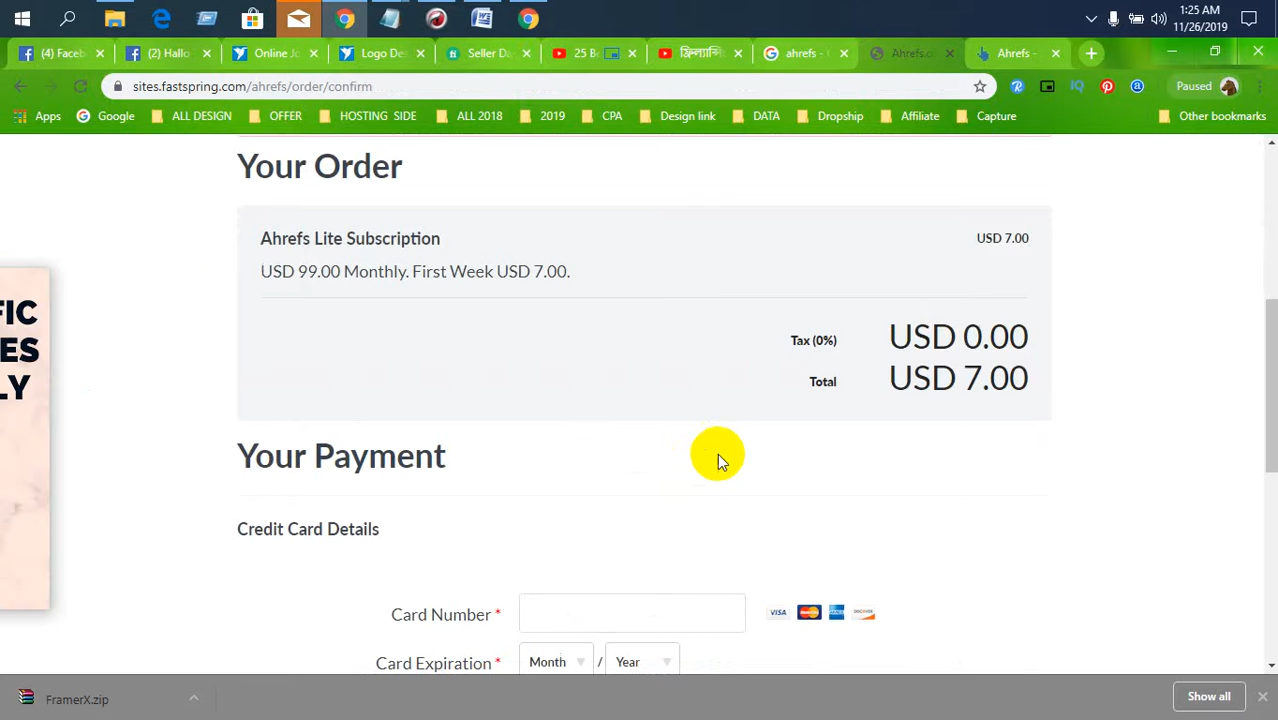 1:25 AM
11/26/2019
(4) Faceb
(2) Hallo
Online Jo
Logo Des
Seller Da
25 Be
ahrefs - G
Ahrefs.co
Ahrefs -
sites.fastspring.com/ahrefs/order/confirm
Paused
Apps
Google
ALL DESIGN
OFFER
HOSTING SIDE
ALL 2018
2019
CPA
Design link
DATA
Dropship
Affiliate
Capture
Other bookmarks
Your Order
Ahrefs Lite Subscription
USD 7.00
USD 99.00 Monthly. First Week USD 7.00.
Tax (0%)
USD 0.00
Total
USD 7.00
FIC
ES
LY
Your Payment
Credit Card Details
Card Number *
VISA
Card Expiration *
Month
/
Year
FramerX.zip
Show all